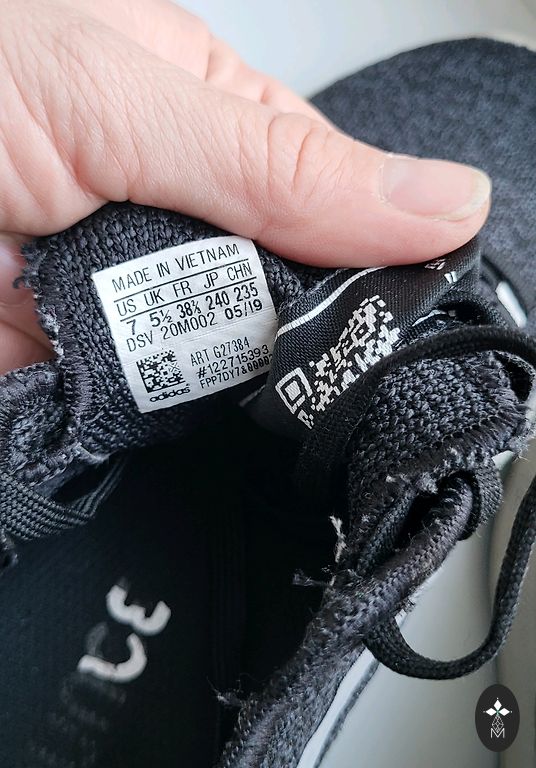 MADE IN VIETNAM
US UK FR JP CHN
7 5½ 38⅔ 240 235
DSV 20M002 05/19
ART G27384
#122715393
adidas
CE
M